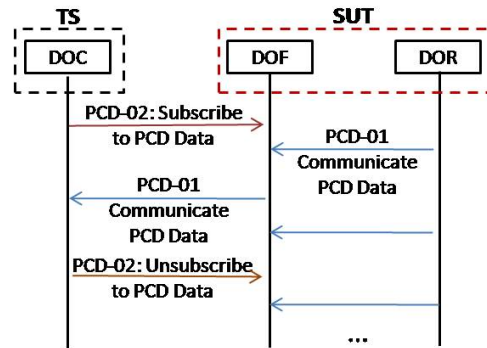 TS
SUT
DOC
DOF
DOR
PCD-02: Subscribe
to PCD Data
PCD-01
Communicate
PCD Data
PCD-01
Communicate
PCD Data
PCD-02: Unsubscribe
to PCD Data
...